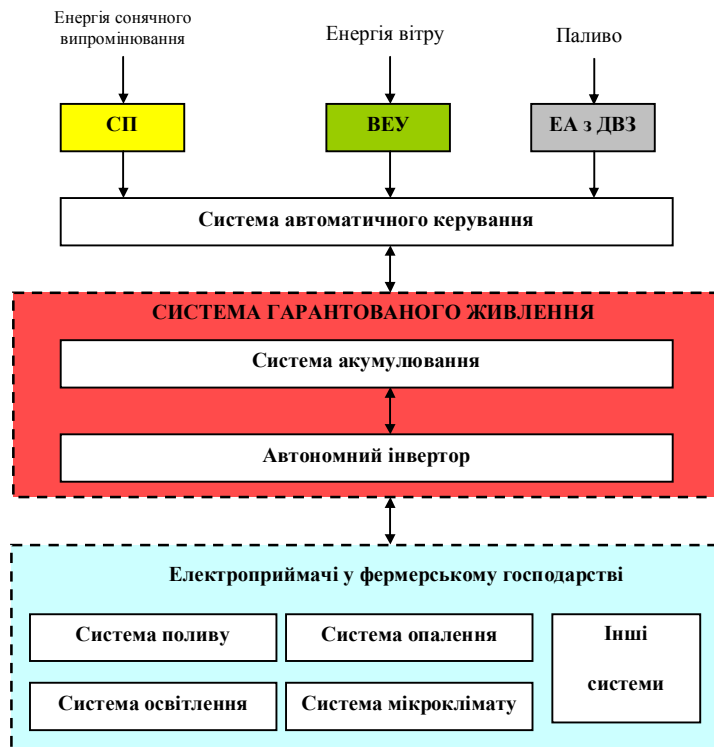 Енергія сонячного
випромінювання
Енергія вітру
Паливо
СП
ВЕУ
ЕА з ДВЗ
Система автоматичного керування
СИСТЕМА ГАРАНТОВАНОГО ЖИВЛЕННЯ
Система акумулювання
Автономний інвертор
Електроприймачі у фермерському господарстві
Система поливу
Система опалення
Інші
системи
Система освітлення
Система мікроклімату